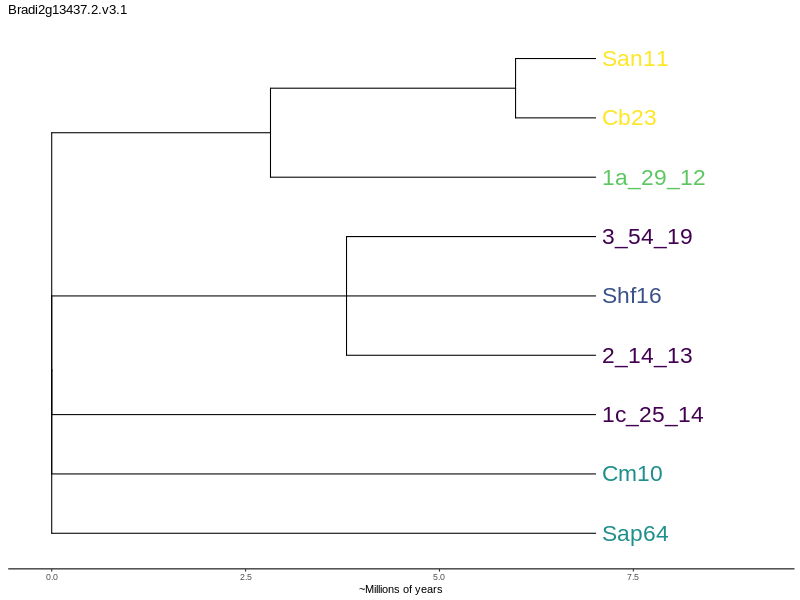 Bradi2g13437.2.v3.1
San11
Cb23
1a_29_12
3_54_19
Shf16
2_14_13
1c_25_14
Cm10
Sap64
0.0 2.5 5.0 7.5
~Millions of years